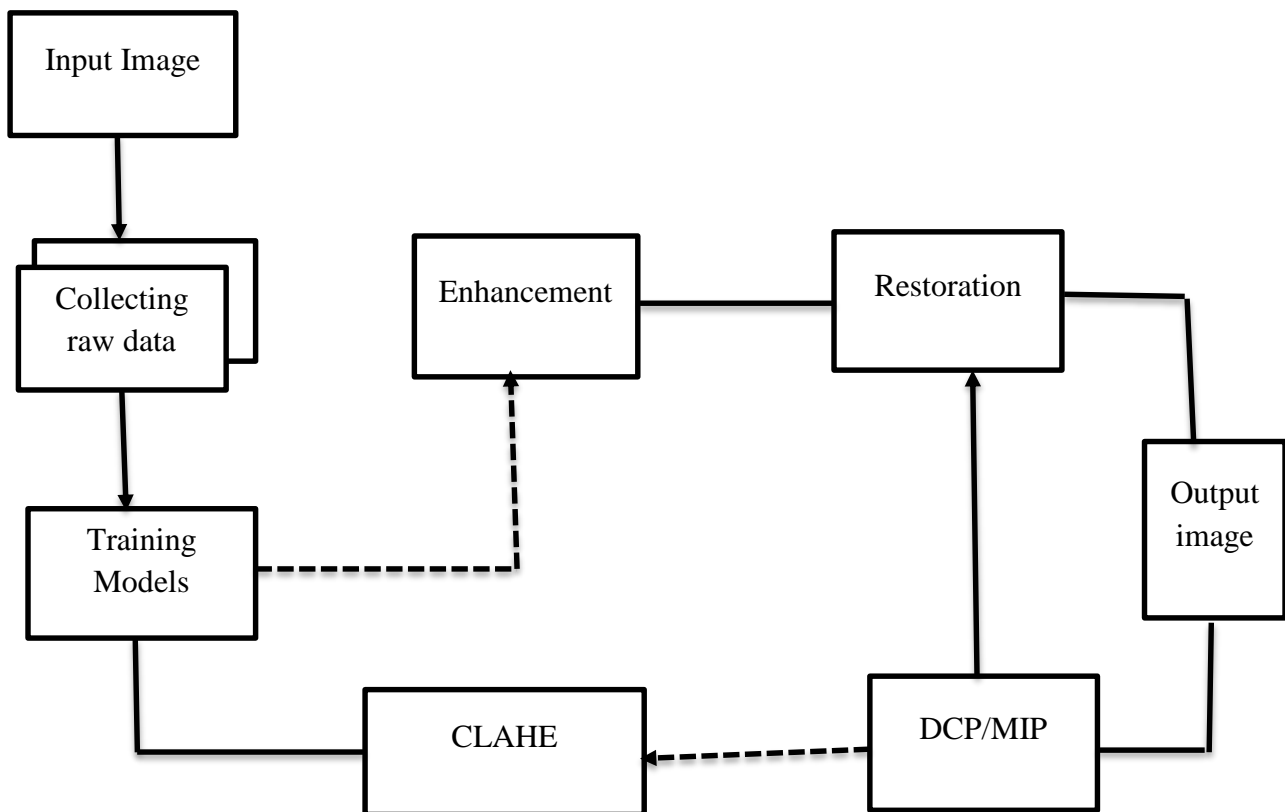 Input Image
Collecting
raw data
Enhancement
Restoration
Training
Models
Output
image
CLAHE
DCP/MIP